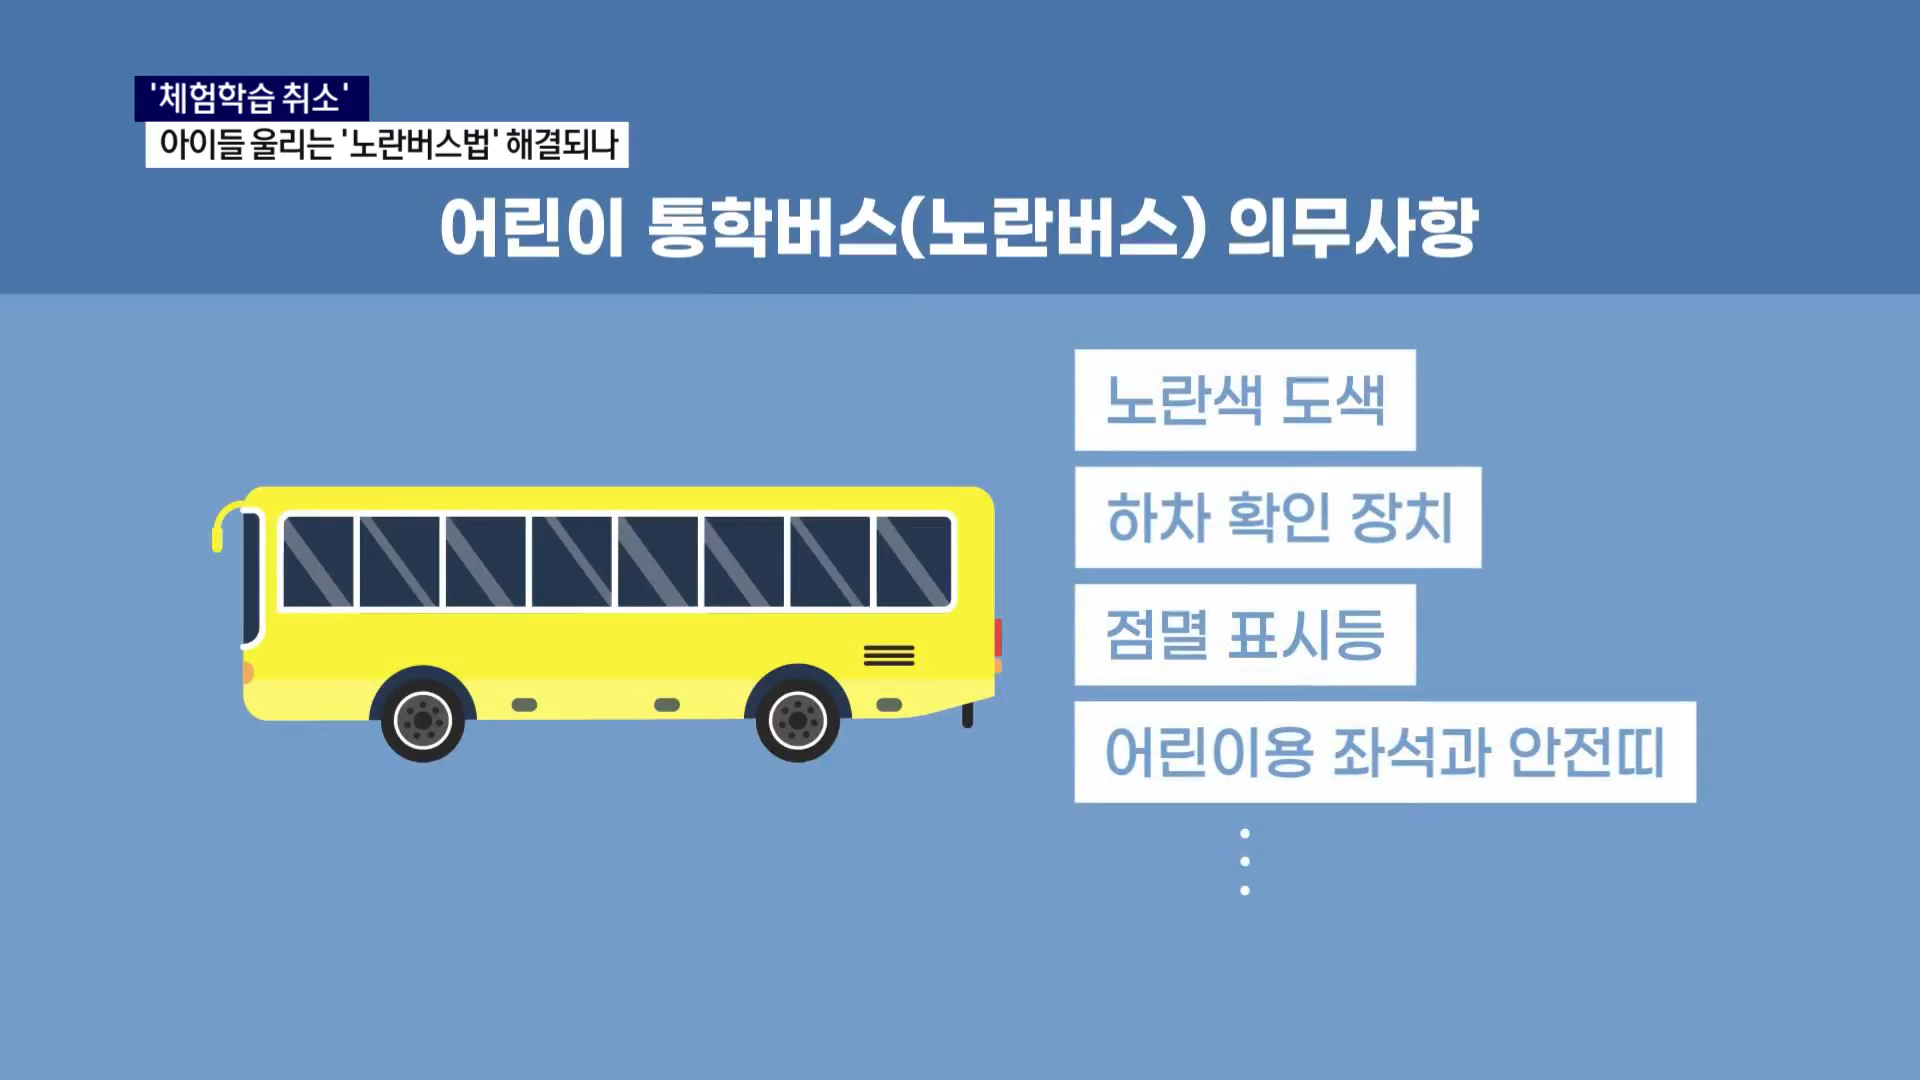 '체험학습 취소'
아이들 울리는 '노란버스법' 해결되나
어린이 통학버스(노란버스) 의무사항
노란색 도색
하차 확인 장치
점멸 표시등
어린이용 좌석과 안전띠